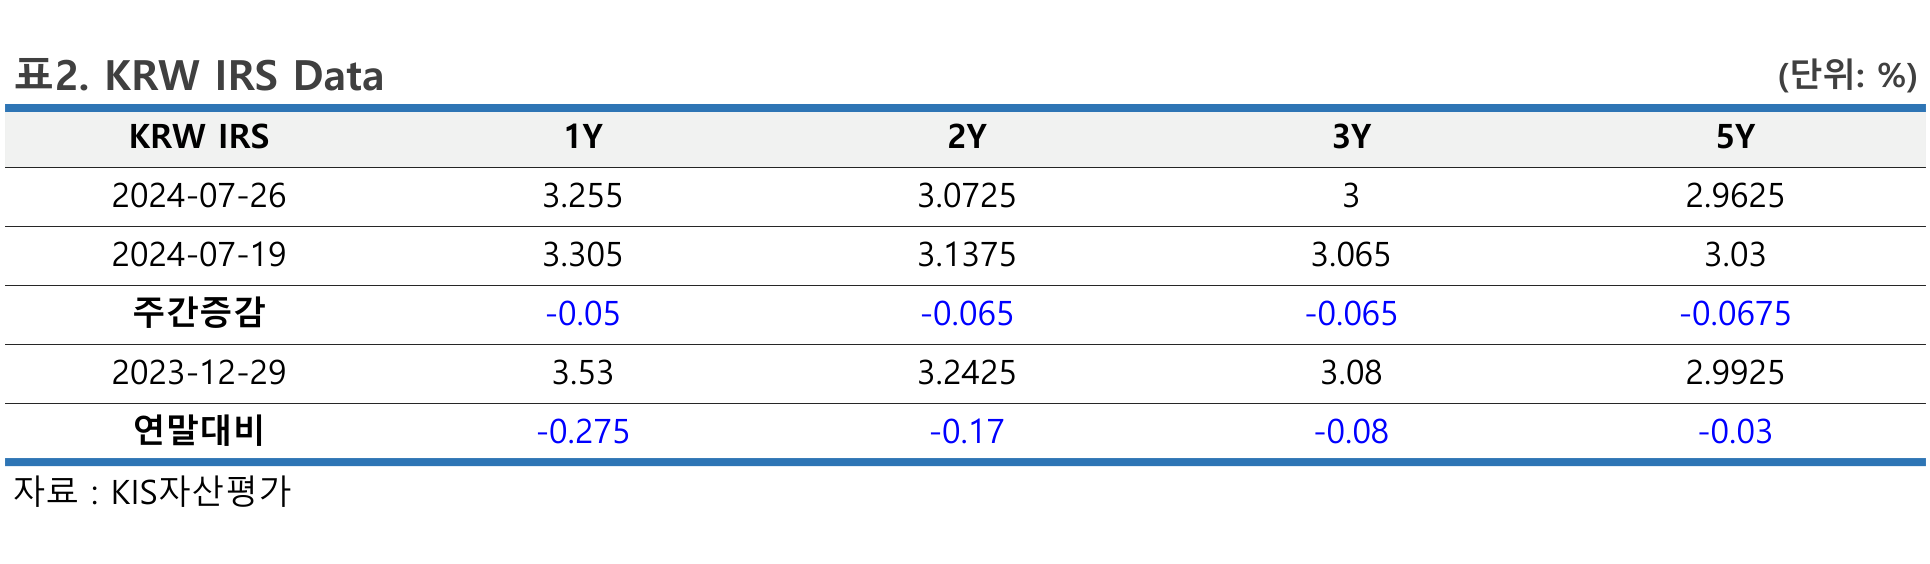 표2. KRW IRS Data (단위: %)
KRW IRS 1Y 2Y 3Y 5Y
2024-07-26 3.255 3.0725 3 2.9625
2024-07-19 3.305 3.1375 3.065 3.03
주간증감 -0.05 -0.065 -0.065 -0.0675
2023-12-29 3.53 3.2425 3.08 2.9925
연말대비 -0.275 -0.17 -0.08 -0.03
자료 : KIS자산평가